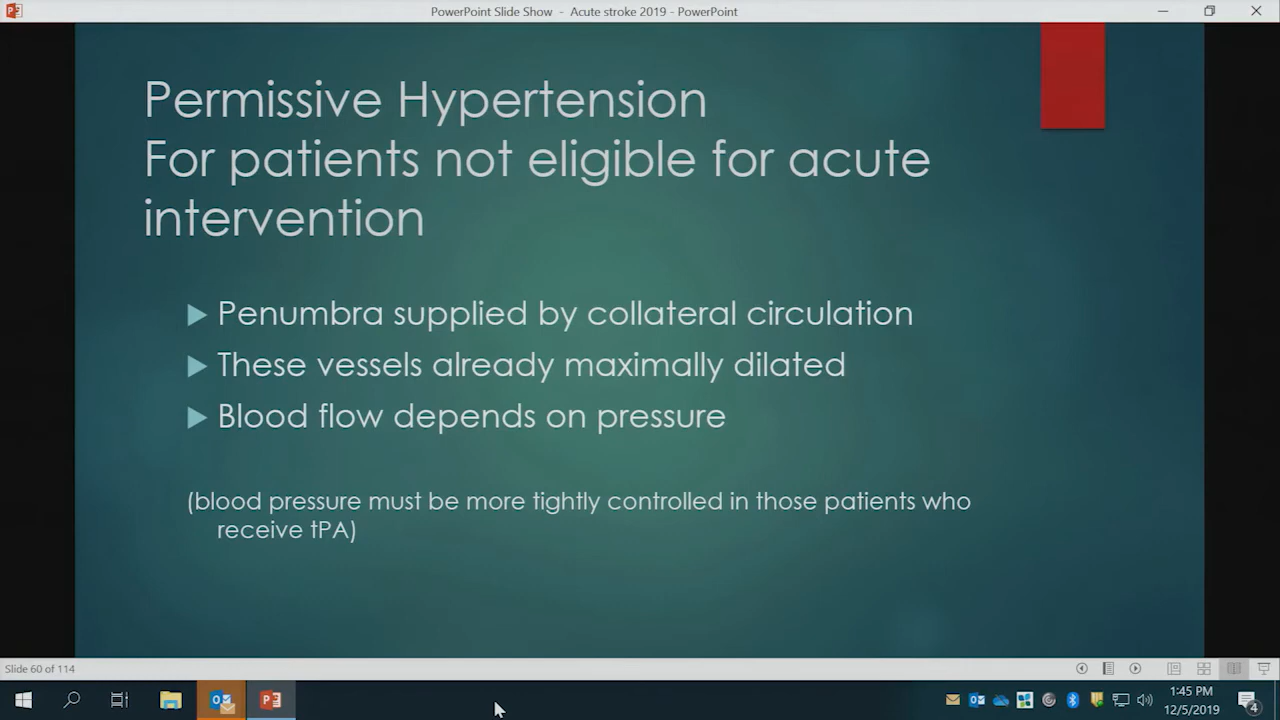 PowerPoint Slide Show - Acute stroke 2019 - PowerPoint
Permissive Hypertension
For patients not eligible for acute
intervention
Penumbra supplied by collateral circulation
These vessels already maximally dilated
Blood flow depends on pressure
(blood pressure must be more tightly controlled in those patients who
receive tPA)
Slide 60 of 114
1:45 PM
12/5/2019
4